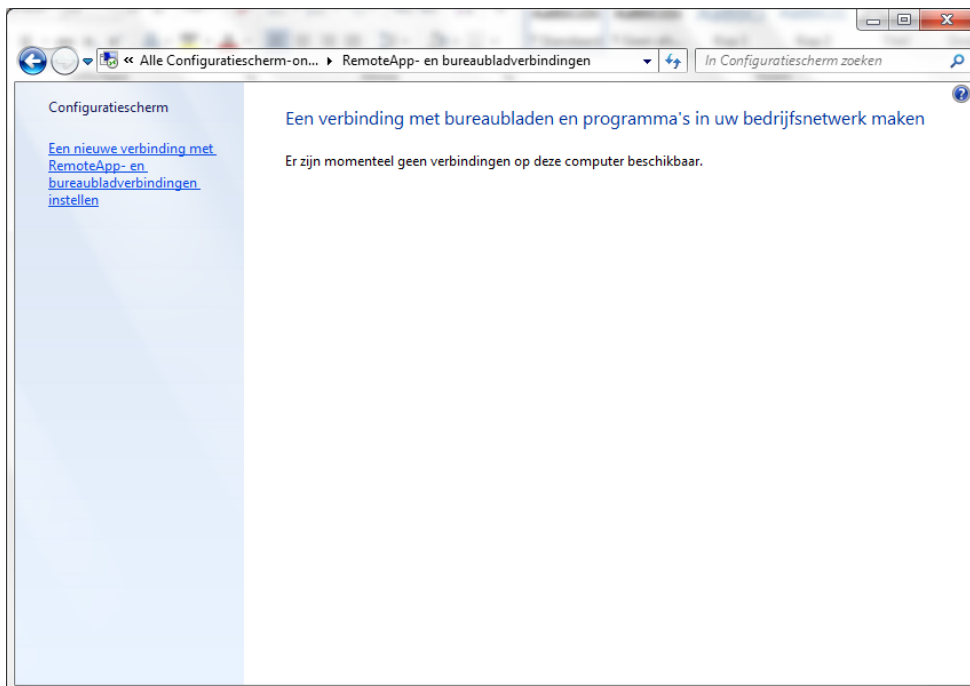 « Alle Configuratiescherm-on... ▸ RemoteApp- en bureaubladverbindingen
In Configuratiescherm zoeken
Configuratiescherm
Een nieuwe verbinding met
RemoteApp- en
bureaubladverbindingen
instellen
Een verbinding met bureaubladen en programma's in uw bedrijfsnetwerk maken
Er zijn momenteel geen verbindingen op deze computer beschikbaar.